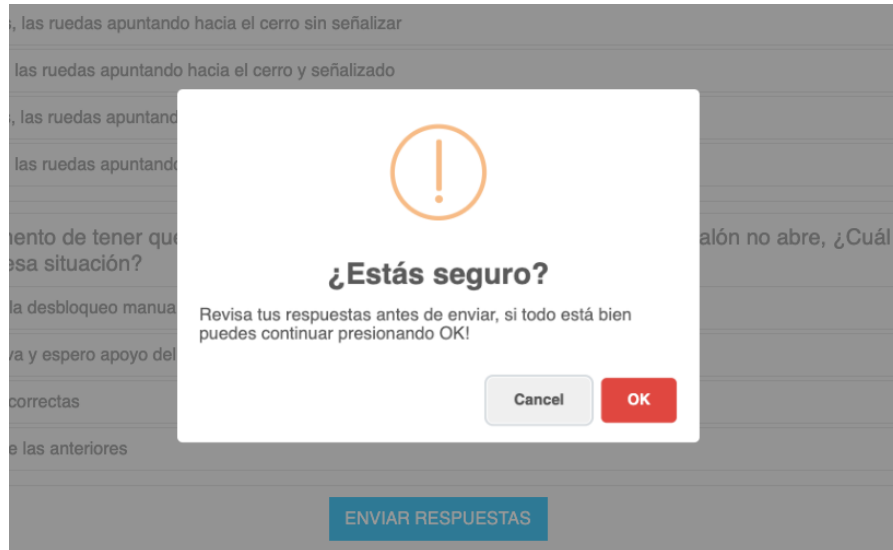 , las ruedas apuntando hacia el cerro sin señalizar
las ruedas apuntando hacia el cerro y señalizado
, las ruedas apuntand
las ruedas apuntando
de tener que
alón no abre, ¿Cuál
esa situación?
¿Estás seguro?
la desbloqueo manua
Revisa tus respuestas antes de enviar, si todo está bien
puedes continuar presionando OK!
va y espero apoyo del
Cancel
OK
correctas
e las anteriores
ENVIAR RESPUESTAS